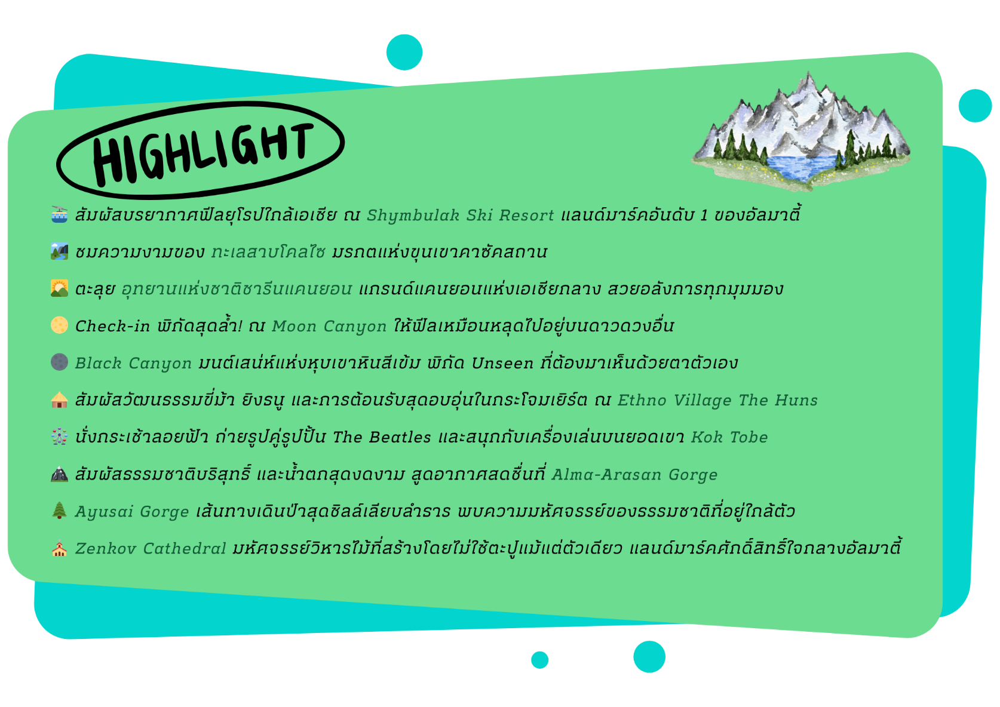 HIGHLIGHT
สัมผัสบรรยากาศฟีลยุโรปใกล้เอเชีย ณ Shymbulak Ski Resort แลนด์มาร์คอันดับ 1 ของอัลมาตี้
ชมความงามของ ทะเลสาบโคลไซ มรกตแห่งขุนเขาคาซัคสถาน
ตะลุย อุทยานแห่งชาติชารีนแคนยอน แกรนด์แคนยอนแห่งเอเชียกลาง สวยอลังการทุกมุมมอง
Check-in พิกัดสุดล้ำ! ณ Moon Canyon ให้ฟีลเหมือนหลุดไปอยู่บนดาวดวงอื่น
Black Canyon มนต์เสน่ห์แห่งหุบเขาหินสีเข้ม พิกัด Unseen ที่ต้องมาเห็นด้วยตาตัวเอง
สัมผัสวัฒนธรรมขี่ม้า ยิงธนู และการต้อนรับสุดอบอุ่นในกระโจมเยิร์ต ณ Ethno Village The Huns
นั่งกระเช้าลอยฟ้า ถ่ายรูปคู่รูปปั้น The Beatles และสนุกกับเครื่องเล่นบนยอดเขา Kok Tobe
สัมผัสธรรมชาติบริสุทธิ์ และน้ำตกสุดงดงาม สูดอากาศสดชื่นที่ Alma-Arasan Gorge
Ayusai Gorge เส้นทางเดินป่าสุดชิลล์เลียบลำธาร พบความมหัศจรรย์ของธรรมชาติที่อยู่ใกล้ตัว
Zenkov Cathedral มหัศจรรย์วิหารไม้ที่สร้างโดยไม่ใช้ตะปูแม้แต่ตัวเดียว แลนด์มาร์คศักดิ์สิทธิ์ใจกลางอัลมาตี้